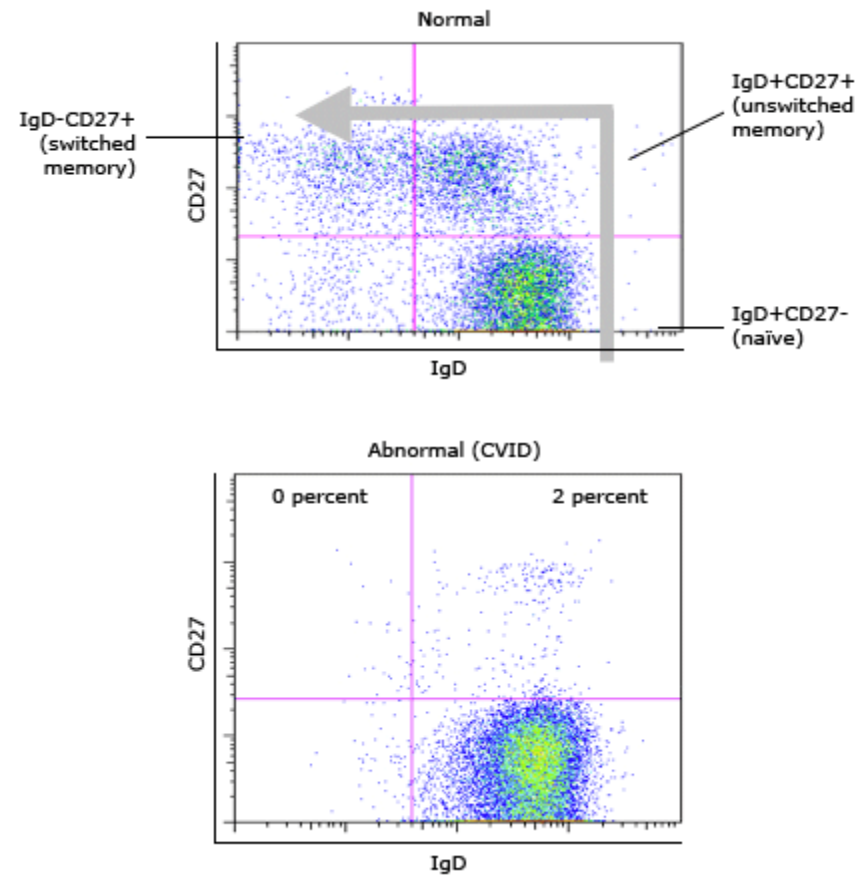 Normal
IgD-CD27+
(switched
memory)
IgD+CD27+
(unswitched
memory)
CD27
IgD+CD27-
(naïve)
IgD
Abnormal (CVID)
0 percent
2 percent
CD27
IgD